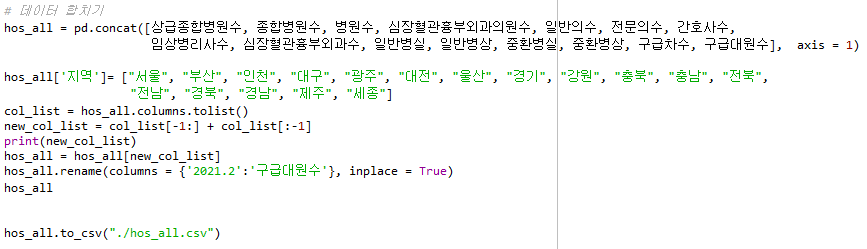 # 데이터 합치기
hos_all = pd.concat([상급종합병원수, 종합병원수, 병원수, 심장혈관흉부외과의원수, 일반의수, 전문의수, 간호사수,
임상병리사수, 심장혈관흉부외과수, 일반병실, 일반병상, 중환병실, 중환병상, 구급차수, 구급대원수], axis = 1)
hos_all['지역']= ["서울", "부산", "인천", "대구", "광주", "대전", "울산", "경기", "강원", "충북", "충남", "전북",
"전남", "경북", "경남", "제주", "세종"]
col_list = hos_all.columns.tolist()
new_col_list = col_list[-1:] + col_list[:-1]
print(new_col_list)
hos_all = hos_all[new_col_list]
hos_all.rename(columns = {'2021.2':'구급대원수'}, inplace = True)
hos_all
hos_all.to_csv("./hos_all.csv")